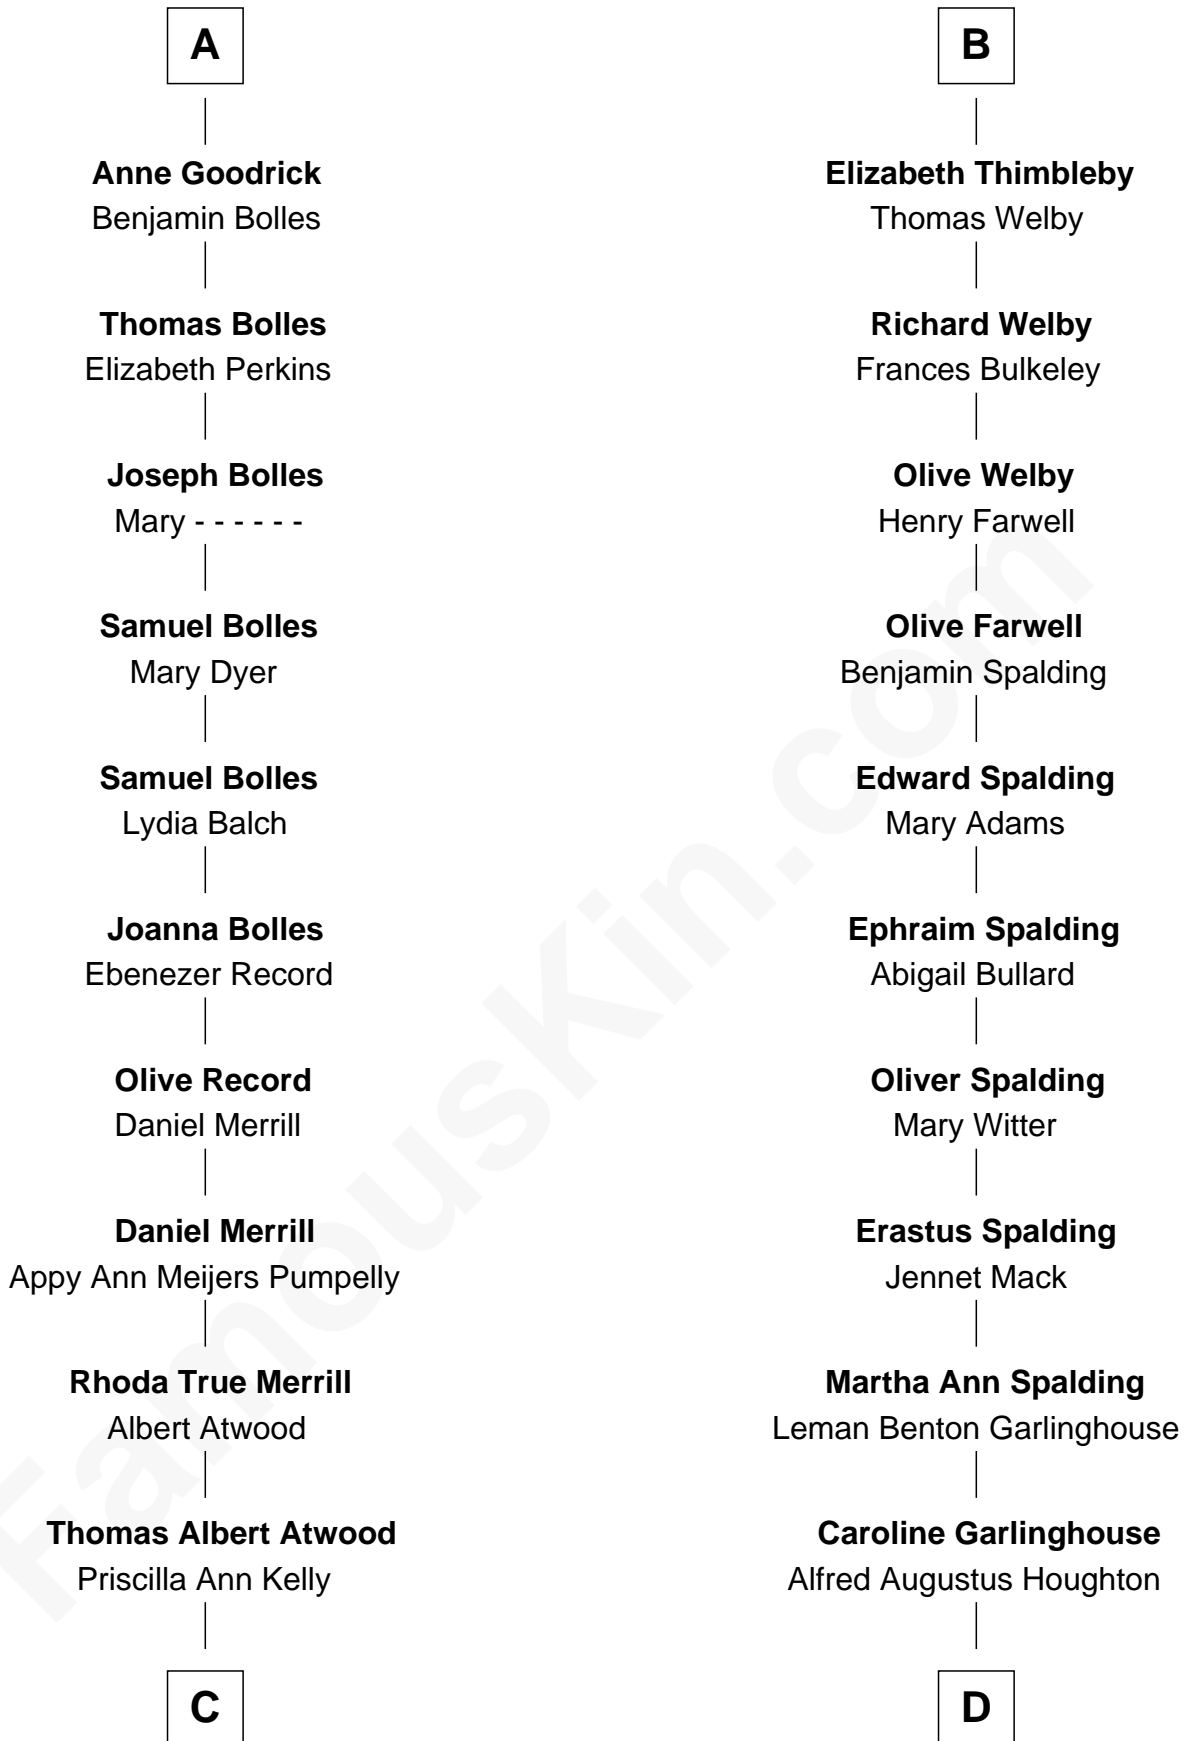 A
Anne Goodrick
Benjamin Bolles
Thomas Bolles
Elizabeth Perkins
Joseph Bolles
Mary - - - - - -
Samuel Bolles
Mary Dyer
Samuel Bolles
Lydia Balch
Joanna Bolles
Ebenezer Record
Olive Record
Daniel Merrill
Daniel Merrill
Appy Ann Meijers Pumpelly
Rhoda True Merrill
Albert Atwood
Thomas Albert Atwood
Priscilla Ann Kelly
C
B
Elizabeth Thimbleby
Thomas Welby
Richard Welby
Frances Bulkeley
Olive Welby
Henry Farwell
Olive Farwell
Benjamin Spalding
Edward Spalding
Mary Adams
Ephraim Spalding
Abigail Bullard
Oliver Spalding
Mary Witter
Erastus Spalding
Jennet Mack
Martha Ann Spalding
Leman Benton Garlinghouse
Caroline Garlinghouse
Alfred Augustus Houghton
D
FamousKin.com